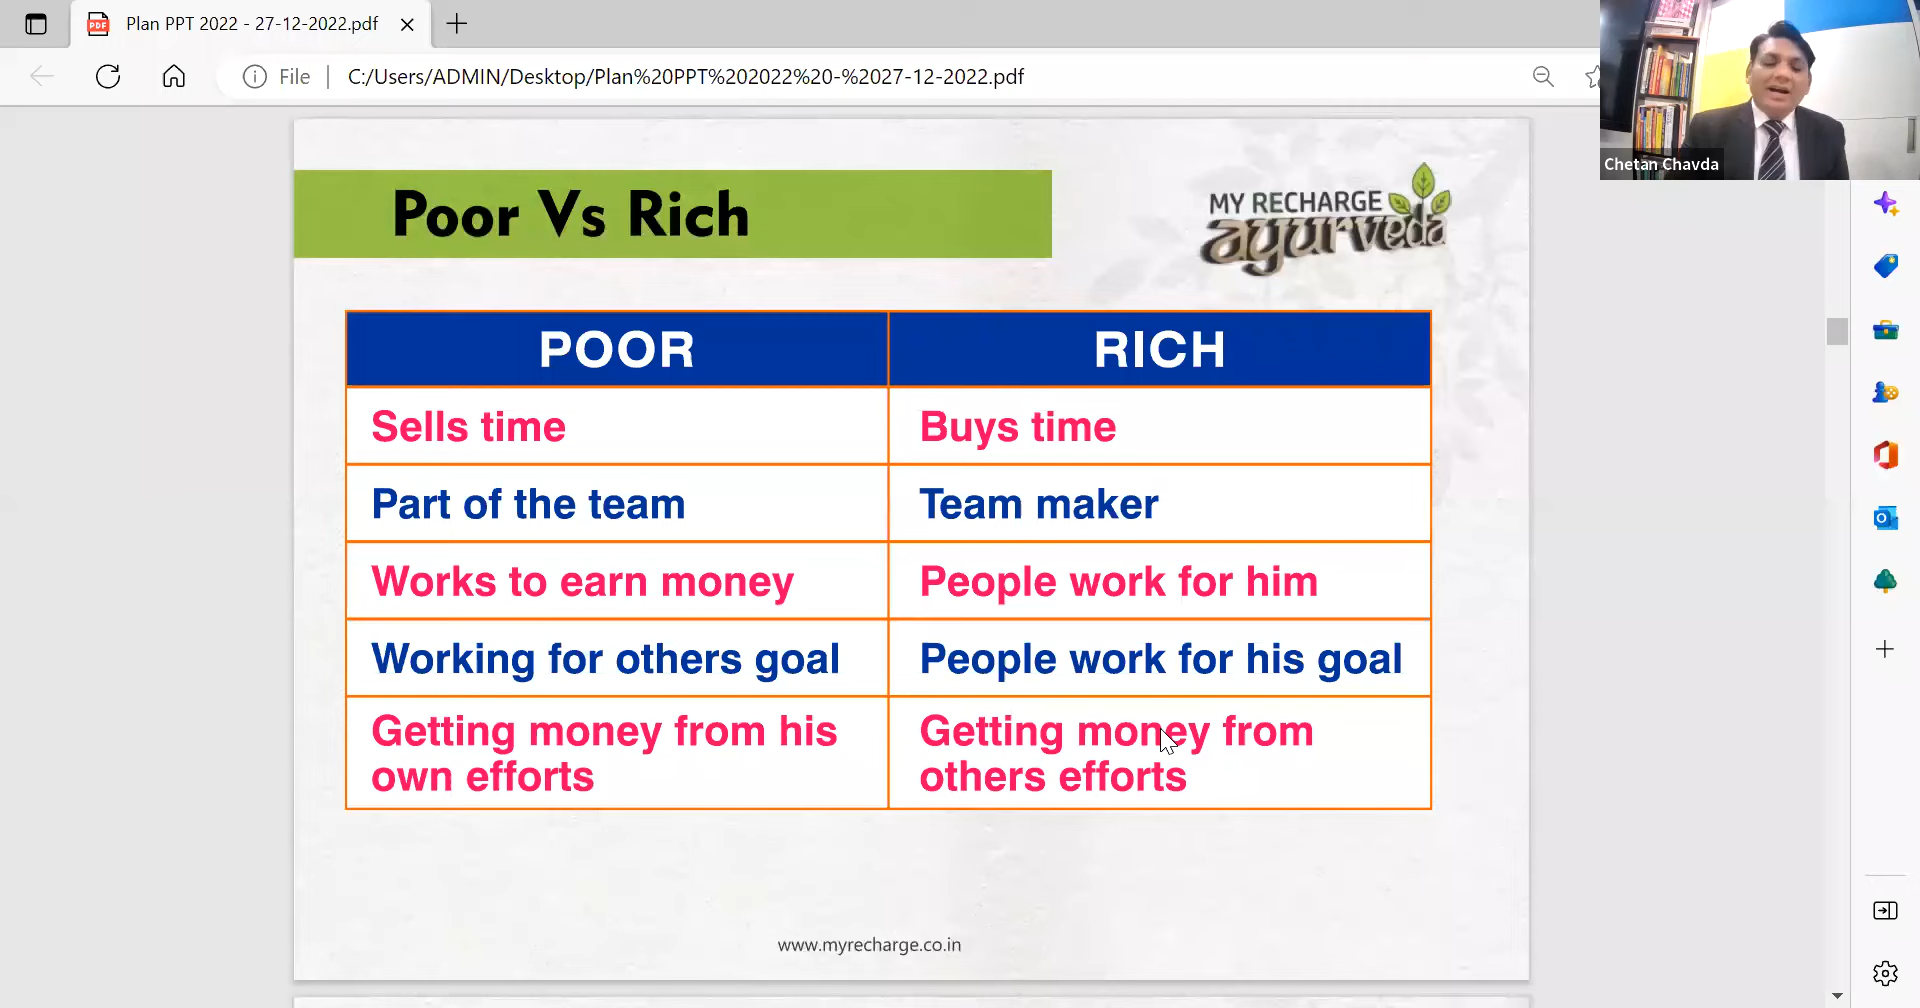 Plan PPT 2022 - 27-12-2022.pdf
File
C:/Users/ADMIN/Desktop/Plan%20PPT%202022%20-%2027-12-2022.pdf
Chetan Chavda
Poor Vs Rich
MY RECHARGE
ayurveda
POOR RICH
Sells time Buys time
Part of the team Team maker
Works to earn money People work for him
Working for others goal People work for his goal
Getting money from his Getting money from
own efforts others efforts
www.myrecharge.co.in